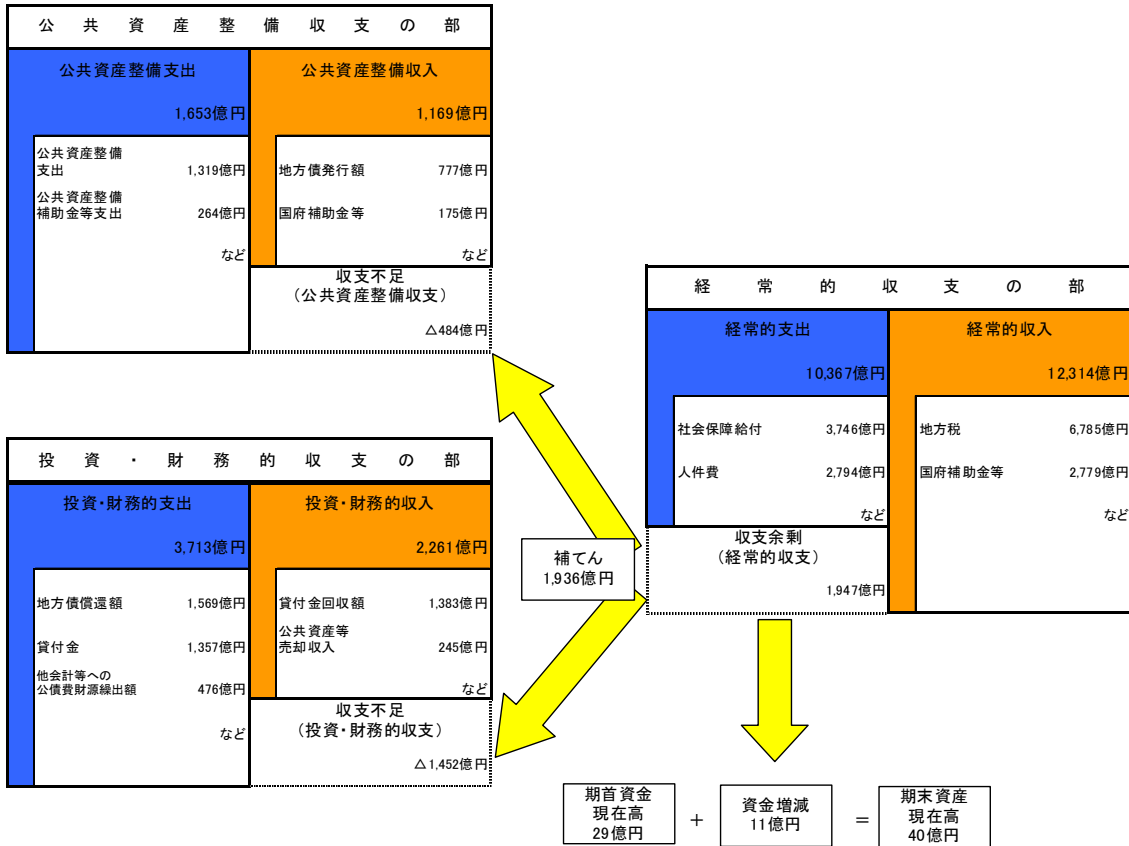 公共資産整備収支の部
公共資産整備支出
1,653億円
公共資産整備
支出 1,319億円
公共資産整備
補助金等支出 264億円
など
公共資産整備収入
1,169億円
地方債発行額 777億円
国府補助金等 175億円
など
収支不足
(公共資産整備収支)
△484億円
投資・財務的収支の部
投資・財務的支出
3,713億円
地方債償還額 1,569億円
貸付金 1,357億円
他会計等への
公債費財源繰出額 476億円
など
投資・財務的収入
2,261億円
貸付金回収額 1,383億円
公共資産等
売却収入 245億円
など
収支不足
(投資・財務的収支)
△1,452億円
補てん
1,936億円
経常的収支の部
経常的支出
10,367億円
社会保障給付 3,746億円
人件費 2,794億円
など
収支余剰
(経常的収支)
1,947億円
経常的収入
12,314億円
地方税 6,785億円
国府補助金等 2,779億円
など
期首資金
現在高
29億円
+
資金増減
11億円
=
期末資産
現在高
40億円